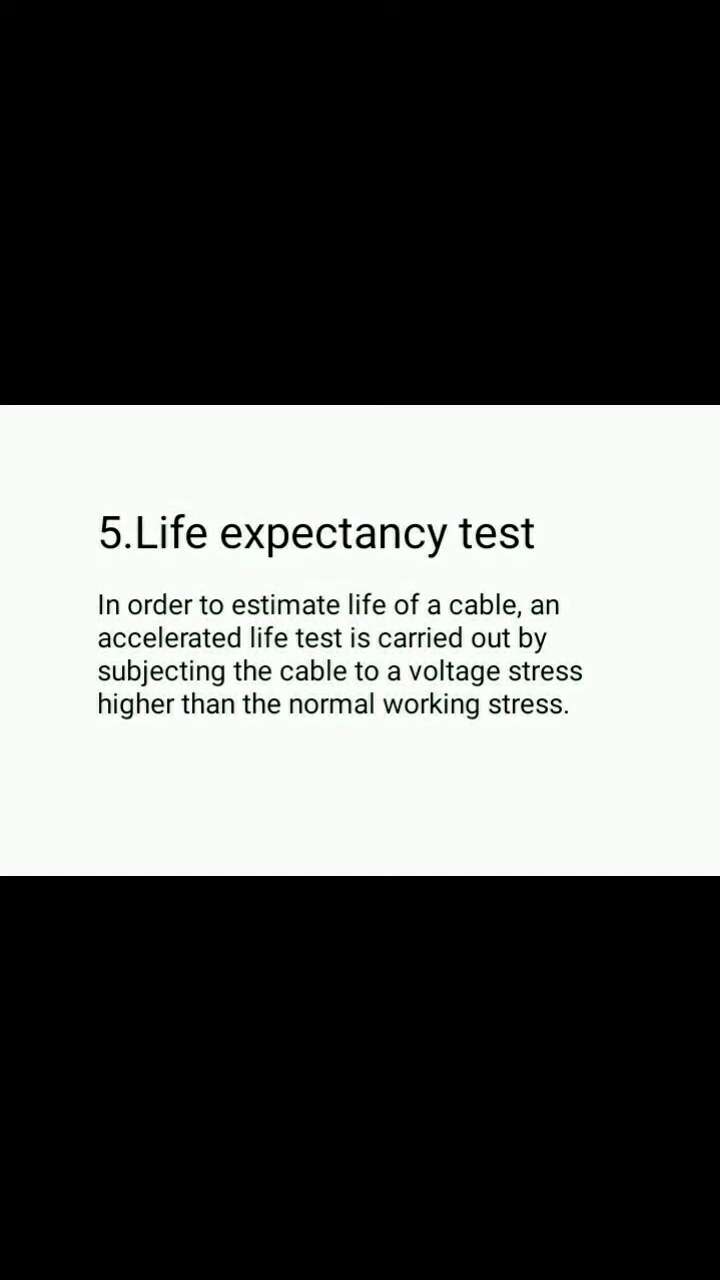 5.Life expectancy test
In order to estimate life of a cable, an
accelerated life test is carried out by
subjecting the cable to a voltage stress
higher than the normal working stress.